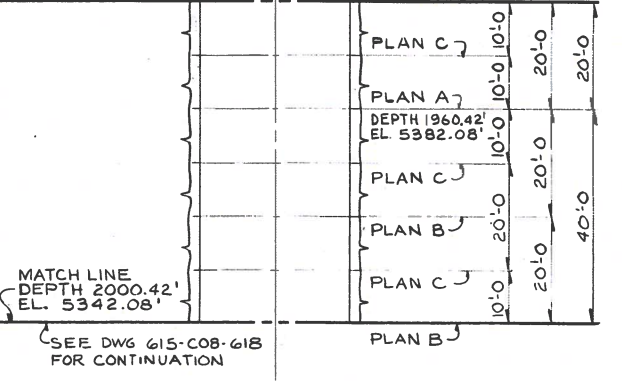 PLAN C
PLAN A
DEPTH 1960.42'
EL. 5382.08'
PLAN C
PLAN B
PLAN C
PLAN B
10'-0
10'-0
10'-0
20'-0
10'-0
20'-0
20'-0
20'-0
20'-0
40'-0
MATCH LINE
DEPTH 2000.42'
EL. 5342.08'
SEE DWG 615-C08-618
FOR CONTINUATION